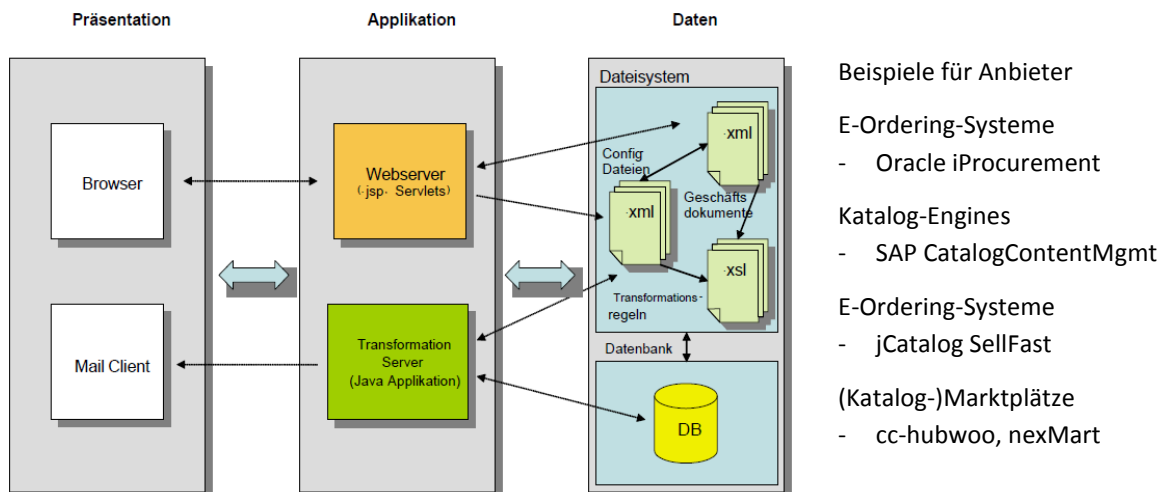 Präsentation
Applikation
Daten
Browser
Mail Client
Webserver
(.jsp. Servlets)
Transformation
Server
(Java Applikation)
Dateisystem
.xml
Config
Dateien
.xml
Geschäfts
dokumente
.xsl
Transformations-
regeln
Datenbank
DB
Beispiele für Anbieter
E-Ordering-Systeme
- Oracle iProcurement
Katalog-Engines
- SAP CatalogContentMgmt
E-Ordering-Systeme
- jCatalog SellFast
(Katalog-)Marktplätze
- cc-hubwoo, nexMart